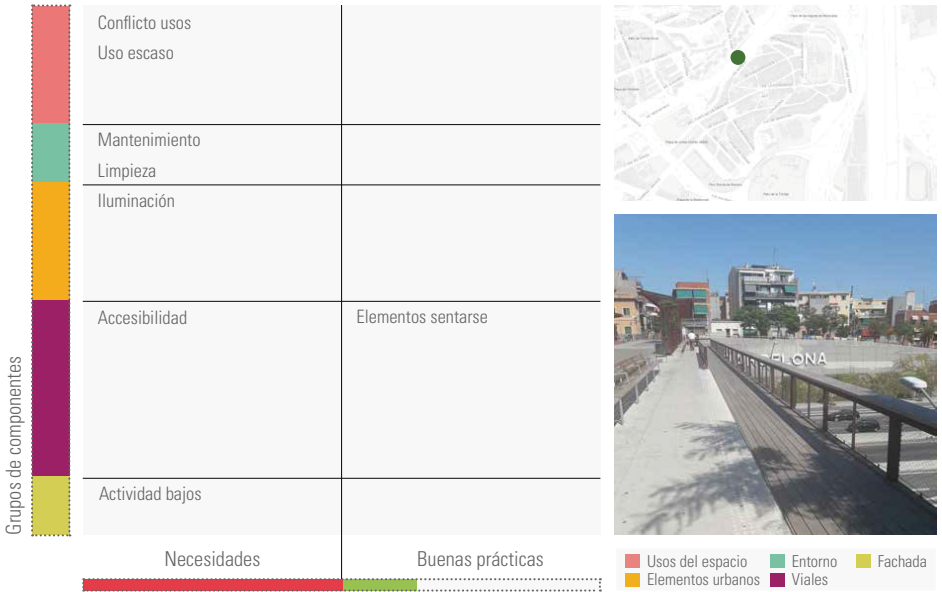 Grupos de componentes
Conflicto usos
Uso escaso
Mantenimiento
Limpieza
Iluminación
Accesibilidad
Elementos sentarse
Actividad bajos
Necesidades
Buenas prácticas
ELONA
Usos del espacio
Entorno
Fachada
Elementos urbanos
Viales